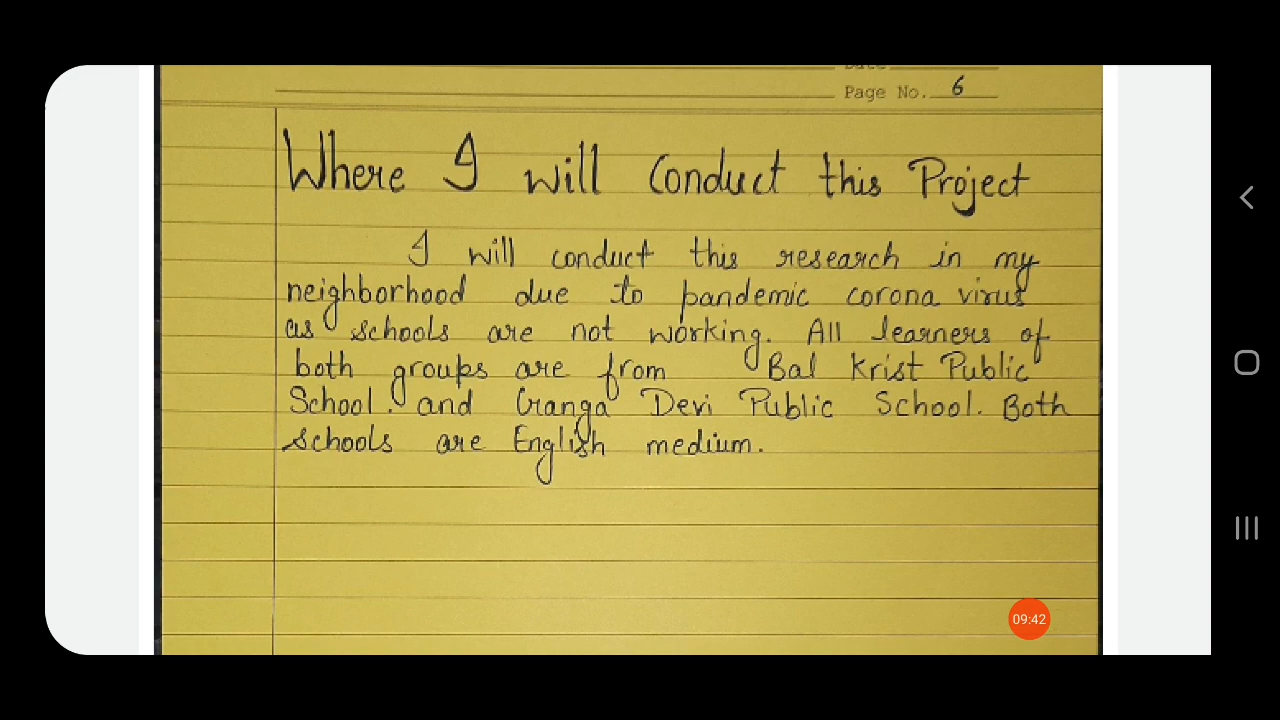 Page No. 6
Where I will Conduct this Project
I will conduct this research in my
neighborhood due to pandemic corona virus
as schools are not working. All learners of
both groups are from Bal Krist Public
School. and Ganga Devi Public School. Both
schools are English medium.
09:42